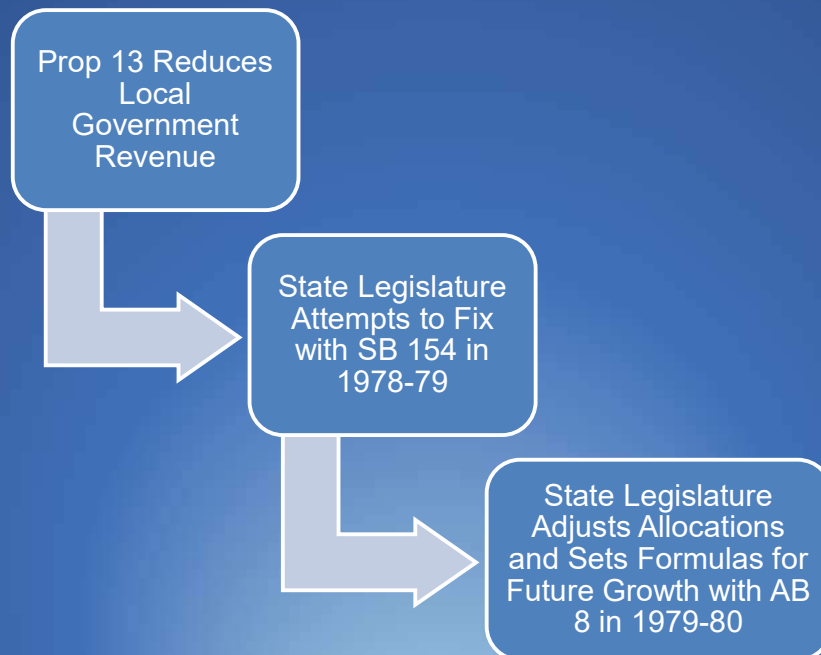 Prop 13 Reduces
Local
Government
Revenue
State Legislature
Attempts to Fix
with SB 154 in
1978-79
State Legislature
Adjusts Allocations
and Sets Formulas for
Future Growth with AB
8 in 1979-80